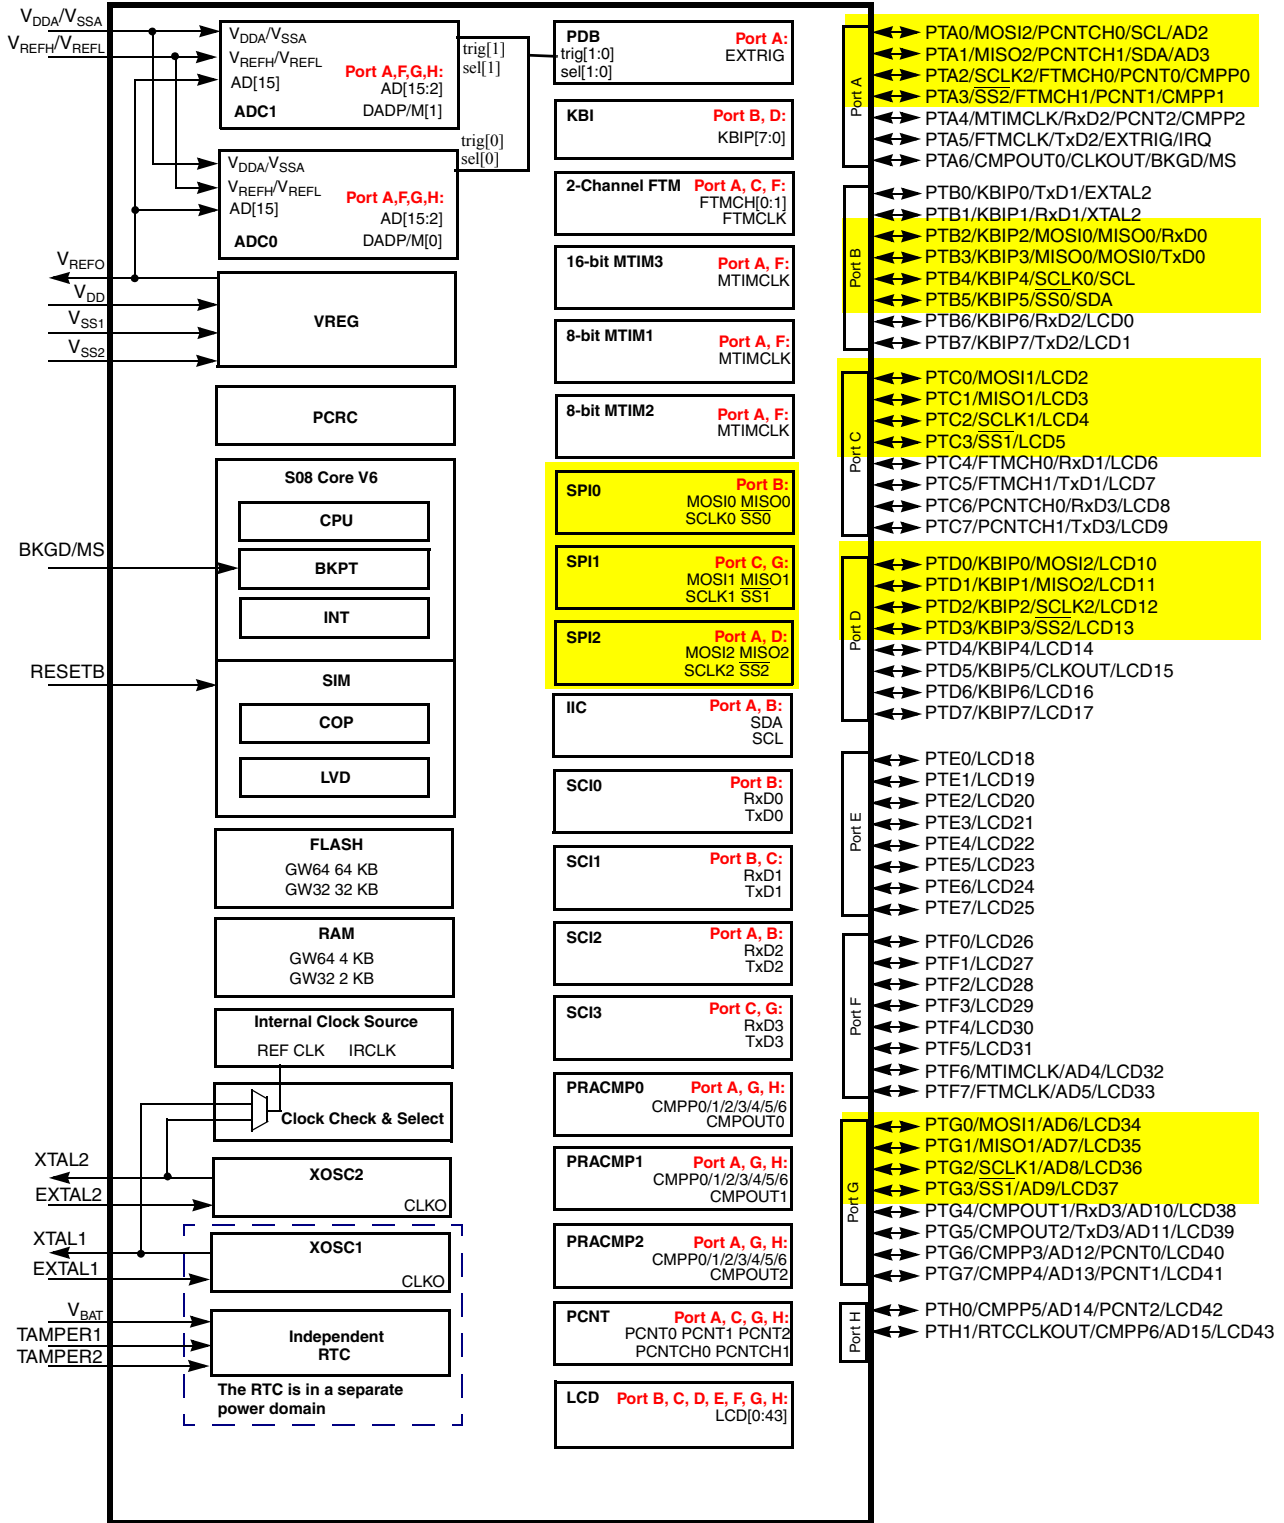 VDDA/VSSA
VREFH/VREFL
VDDA/VSSA
VREFH/VREFL
AD[15]
Port A,F,G,H:
AD[15:2]
ADC1
DADP/M[1]
trig[1]
sel[1]
VDDA/VSSA
VREFH/VREFL
AD[15]
Port A,F,G,H:
AD[15:2]
ADC0
DADP/M[0]
trig[0]
sel[0]
VREFO
VDD
VSS1
VSS2
VREG
PCRC
S08 Core V6
CPU
BKGD/MS
BKPT
INT
RESETB
SIM
COP
LVD
FLASH
GW64 64 KB
GW32 32 KB
RAM
GW64 4 KB
GW32 2 KB
Internal Clock Source
REF CLK IRCLK
Clock Check & Select
XTAL2
EXTAL2
XOSC2
CLKO
XTAL1
EXTAL1
XOSC1
CLKO
VBAT
TAMPER1
TAMPER2
Independent
RTC
The RTC is in a separate
power domain
PDB
Port A:
trig[1:0]
EXTRIG
sel[1:0]
KBI
Port B, D:
KBIP[7:0]
2-Channel FTM
Port A, C, F:
FTMCH[0:1]
FTMCLK
16-bit MTIM3
Port A, F:
MTIMCLK
8-bit MTIM1
Port A, F:
MTIMCLK
8-bit MTIM2
Port A, F:
MTIMCLK
SPI0
Port B:
MOSI0 MISO0
SCLK0 SS0
SPI1
Port C, G:
MOSI1 MISO1
SCLK1 SS1
SPI2
Port A, D:
MOSI2 MISO2
SCLK2 SS2
IIC
Port A, B:
SDA
SCL
SCI0
Port B:
RxD0
TxD0
SCI1
Port B, C:
RxD1
TxD1
SCI2
Port A, B:
RxD2
TxD2
SCI3
Port C, G:
RxD3
TxD3
PRACMP0
Port A, G, H:
CMPP0/1/2/3/4/5/6
CMPOUT0
PRACMP1
Port A, G, H:
CMPP0/1/2/3/4/5/6
CMPOUT1
PRACMP2
Port A, G, H:
CMPP0/1/2/3/4/5/6
CMPOUT2
PCNT
Port A, C, G, H:
PCNT0 PCNT1 PCNT2
PCNTCH0 PCNTCH1
LCD
Port B, C, D, E, F, G, H:
LCD[0:43]
Port A
PTA0/MOSI2/PCNTCH0/SCL/AD2
PTA1/MISO2/PCNTCH1/SDA/AD3
PTA2/SCLK2/FTMCH0/PCNT0/CMPP0
PTA3/SS2/FTMCH1/PCNT1/CMPP1
PTA4/MTIMCLK/RxD2/PCNT2/CMPP2
PTA5/FTMCLK/TxD2/EXTRIG/IRQ
PTA6/CMPOUT0/CLKOUT/BKGD/MS
Port B
PTB0/KBIP0/TxD1/EXTAL2
PTB1/KBIP1/RxD1/XTAL2
PTB2/KBIP2/MOSI0/MISO0/RxD0
PTB3/KBIP3/MISO0/MOSI0/TxD0
PTB4/KBIP4/SCLK0/SCL
PTB5/KBIP5/SS0/SDA
PTB6/KBIP6/RxD2/LCD0
PTB7/KBIP7/TxD2/LCD1
Port C
PTC0/MOSI1/LCD2
PTC1/MISO1/LCD3
PTC2/SCLK1/LCD4
PTC3/SS1/LCD5
PTC4/FTMCH0/RxD1/LCD6
PTC5/FTMCH1/TxD1/LCD7
PTC6/PCNTCH0/RxD3/LCD8
PTC7/PCNTCH1/TxD3/LCD9
Port D
PTD0/KBIP0/MOSI2/LCD10
PTD1/KBIP1/MISO2/LCD11
PTD2/KBIP2/SCLK2/LCD12
PTD3/KBIP3/SS2/LCD13
PTD4/KBIP4/LCD14
PTD5/KBIP5/CLKOUT/LCD15
PTD6/KBIP6/LCD16
PTD7/KBIP7/LCD17
Port E
PTE0/LCD18
PTE1/LCD19
PTE2/LCD20
PTE3/LCD21
PTE4/LCD22
PTE5/LCD23
PTE6/LCD24
PTE7/LCD25
Port F
PTF0/LCD26
PTF1/LCD27
PTF2/LCD28
PTF3/LCD29
PTF4/LCD30
PTF5/LCD31
PTF6/MTIMCLK/AD4/LCD32
PTF7/FTMCLK/AD5/LCD33
Port G
PTG0/MOSI1/AD6/LCD34
PTG1/MISO1/AD7/LCD35
PTG2/SCLK1/AD8/LCD36
PTG3/SS1/AD9/LCD37
PTG4/CMPOUT1/RxD3/AD10/LCD38
PTG5/CMPOUT2/TxD3/AD11/LCD39
PTG6/CMPP3/AD12/PCNT0/LCD40
PTG7/CMPP4/AD13/PCNT1/LCD41
Port H
PTH0/CMPP5/AD14/PCNT2/LCD42
PTH1/RTCCLKOUT/CMPP6/AD15/LCD43